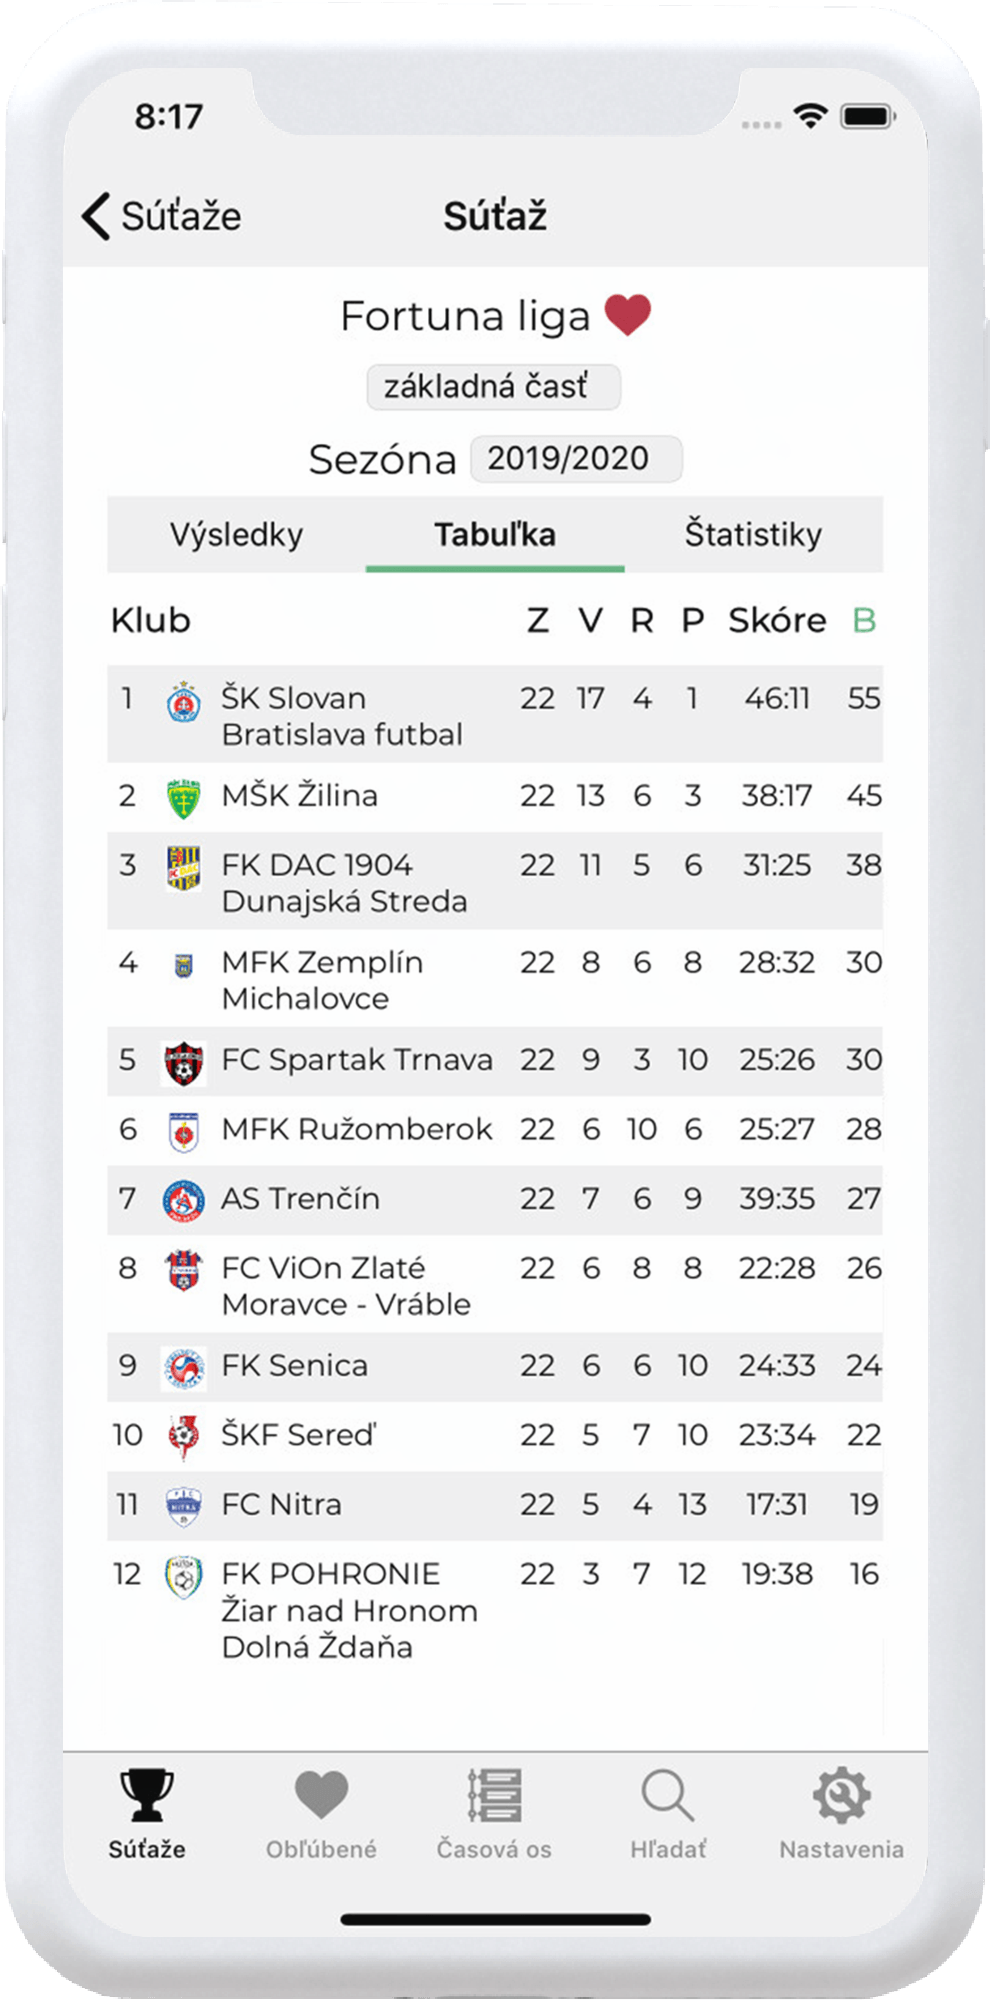 8:17
Súťaže
Súťaž
Fortuna liga
základná časť
Sezóna 2019/2020
Výsledky Tabuľka Štatistiky
Klub Z V R P Skóre B
1 ŠK Slovan 22 17 4 1 46:11 55
Bratislava futbal
2 MŠK Žilina 22 13 6 3 38:17 45
3 FK DAC 1904 22 11 5 6 31:25 38
Dunajská Streda
4 MFK Zemplín 22 8 6 8 28:32 30
Michalovce
5 FC Spartak Trnava 22 9 3 10 25:26 30
6 MFK Ružomberok 22 6 10 6 25:27 28
7 AS Trenčín 22 7 6 9 39:35 27
8 FC ViOn Zlaté 22 6 8 8 22:28 26
Moravce - Vráble
9 FK Senica 22 6 6 10 24:33 24
10 ŠKF Sereď 22 5 7 10 23:34 22
11 FC Nitra 22 5 4 13 17:31 19
12 FK POHRONIE 22 3 7 12 19:38 16
Žiar nad Hronom
Dolná Ždaňa
Súťaže Obľúbené Časová os Hľadať Nastavenia